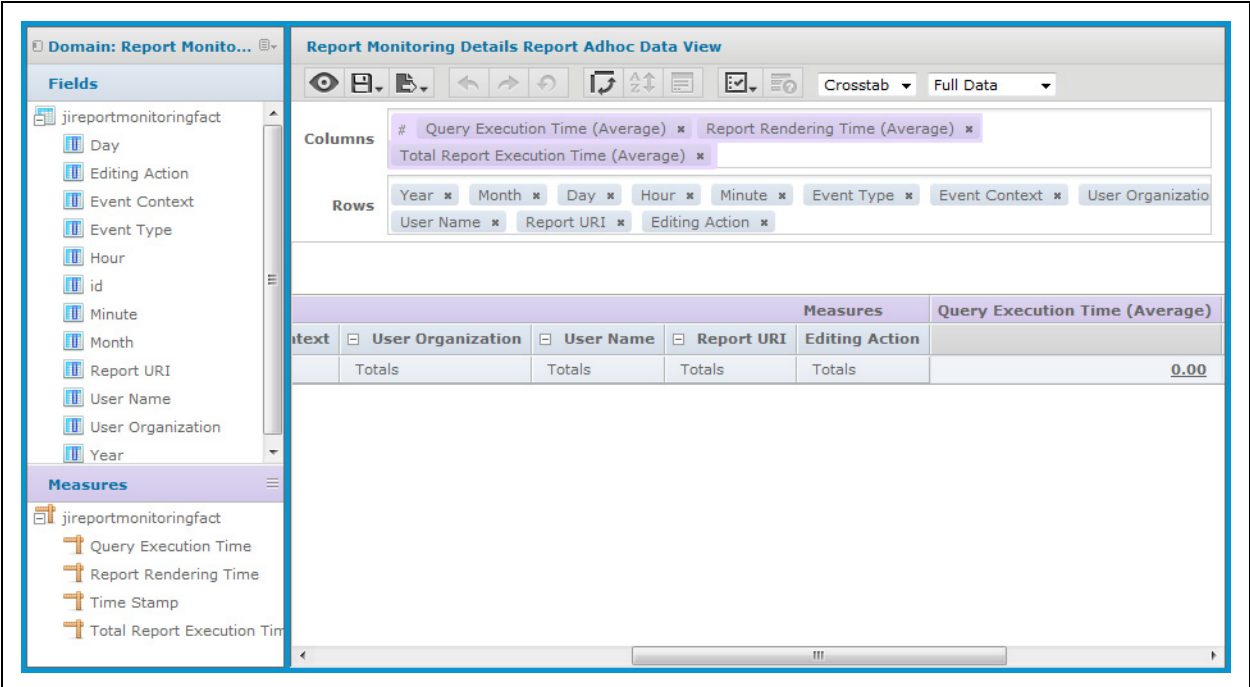 Domain: Report Monito...
Fields
jireportmonitoringfact
Day
Editing Action
Event Context
Event Type
Hour
id
Minute
Month
Report URI
User Name
User Organization
Year
Measures
jireportmonitoringfact
Query Execution Time
Report Rendering Time
Time Stamp
Total Report Execution Tim
Report Monitoring Details Report Adhoc Data View
Crosstab Full Data
Columns # Query Execution Time (Average) × Report Rendering Time (Average) ×
Total Report Execution Time (Average) ×
Rows Year × Month × Day × Hour × Minute × Event Type × Event Context × User Organizatio
User Name × Report URI × Editing Action ×
Measures Query Execution Time (Average)
ntext User Organization User Name Report URI Editing Action
Totals Totals Totals Totals 0.00